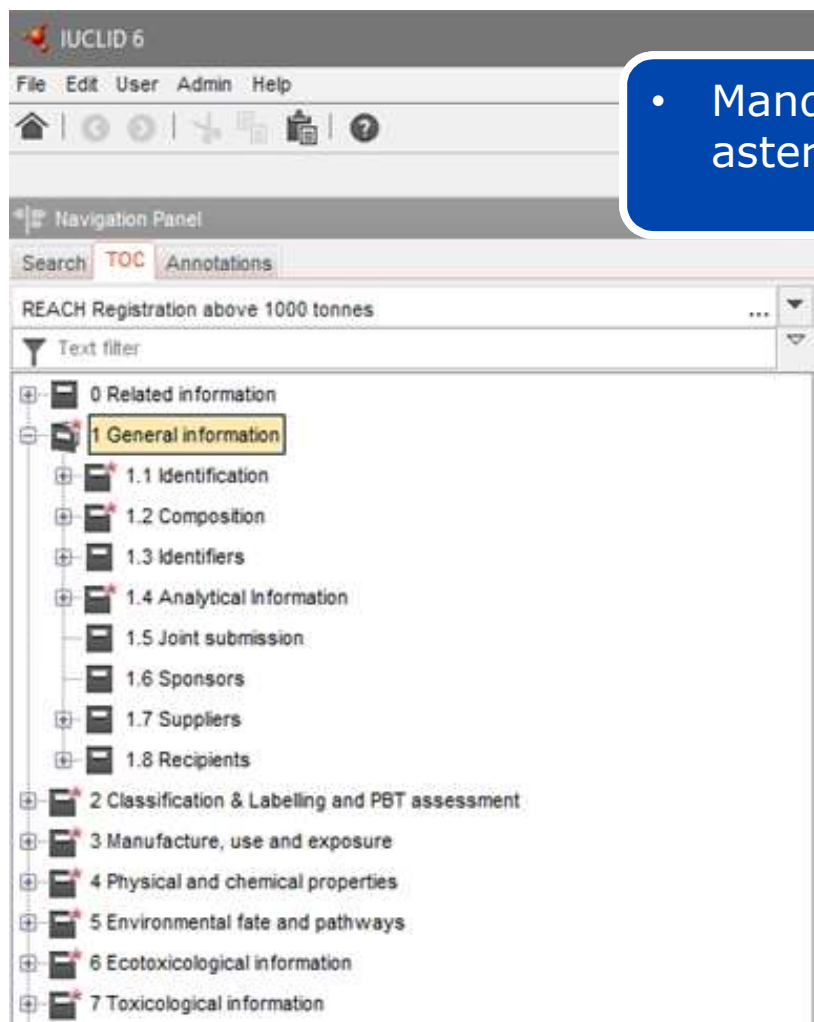 IUCLID 6
File Edit User Admin Help
• Mand
aster
Navigation Panel
Search TOC Annotations
REACH Registration above 1000 tonnes ...
Text filter
0 Related information
1 General information
1.1 Identification
1.2 Composition
1.3 Identifiers
1.4 Analytical Information
1.5 Joint submission
1.6 Sponsors
1.7 Suppliers
1.8 Recipients
2 Classification & Labelling and PBT assessment
3 Manufacture, use and exposure
4 Physical and chemical properties
5 Environmental fate and pathways
6 Ecotoxicological information
7 Toxicological information